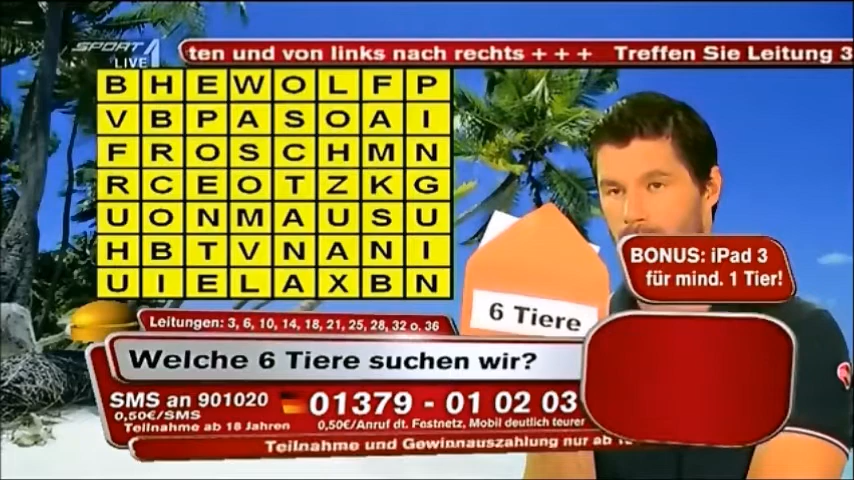 SPORT 1
LIVE
ten und von links nach rechts + + + Treffen Sie Leitung 3
B H E W O L F P
V B P A S O A I
F R O S C H M N
R C E O T Z K G
U O N M A U S U
H B T V N A N I
U I E L A X B N
BONUS: iPad 3
für mind. 1 Tier!
6 Tiere
Leitungen: 3, 6, 10, 14, 18, 21, 25, 28, 32 o. 36
Welche 6 Tiere suchen wir?
SMS an 901020
0,50€/SMS
Teilnahme ab 18 Jahren
01379 - 01 02 03
0,50€/Anruf dt. Festnetz, Mobil deutlich teurer
Teilnahme und Gewinnauszahlung nur ab